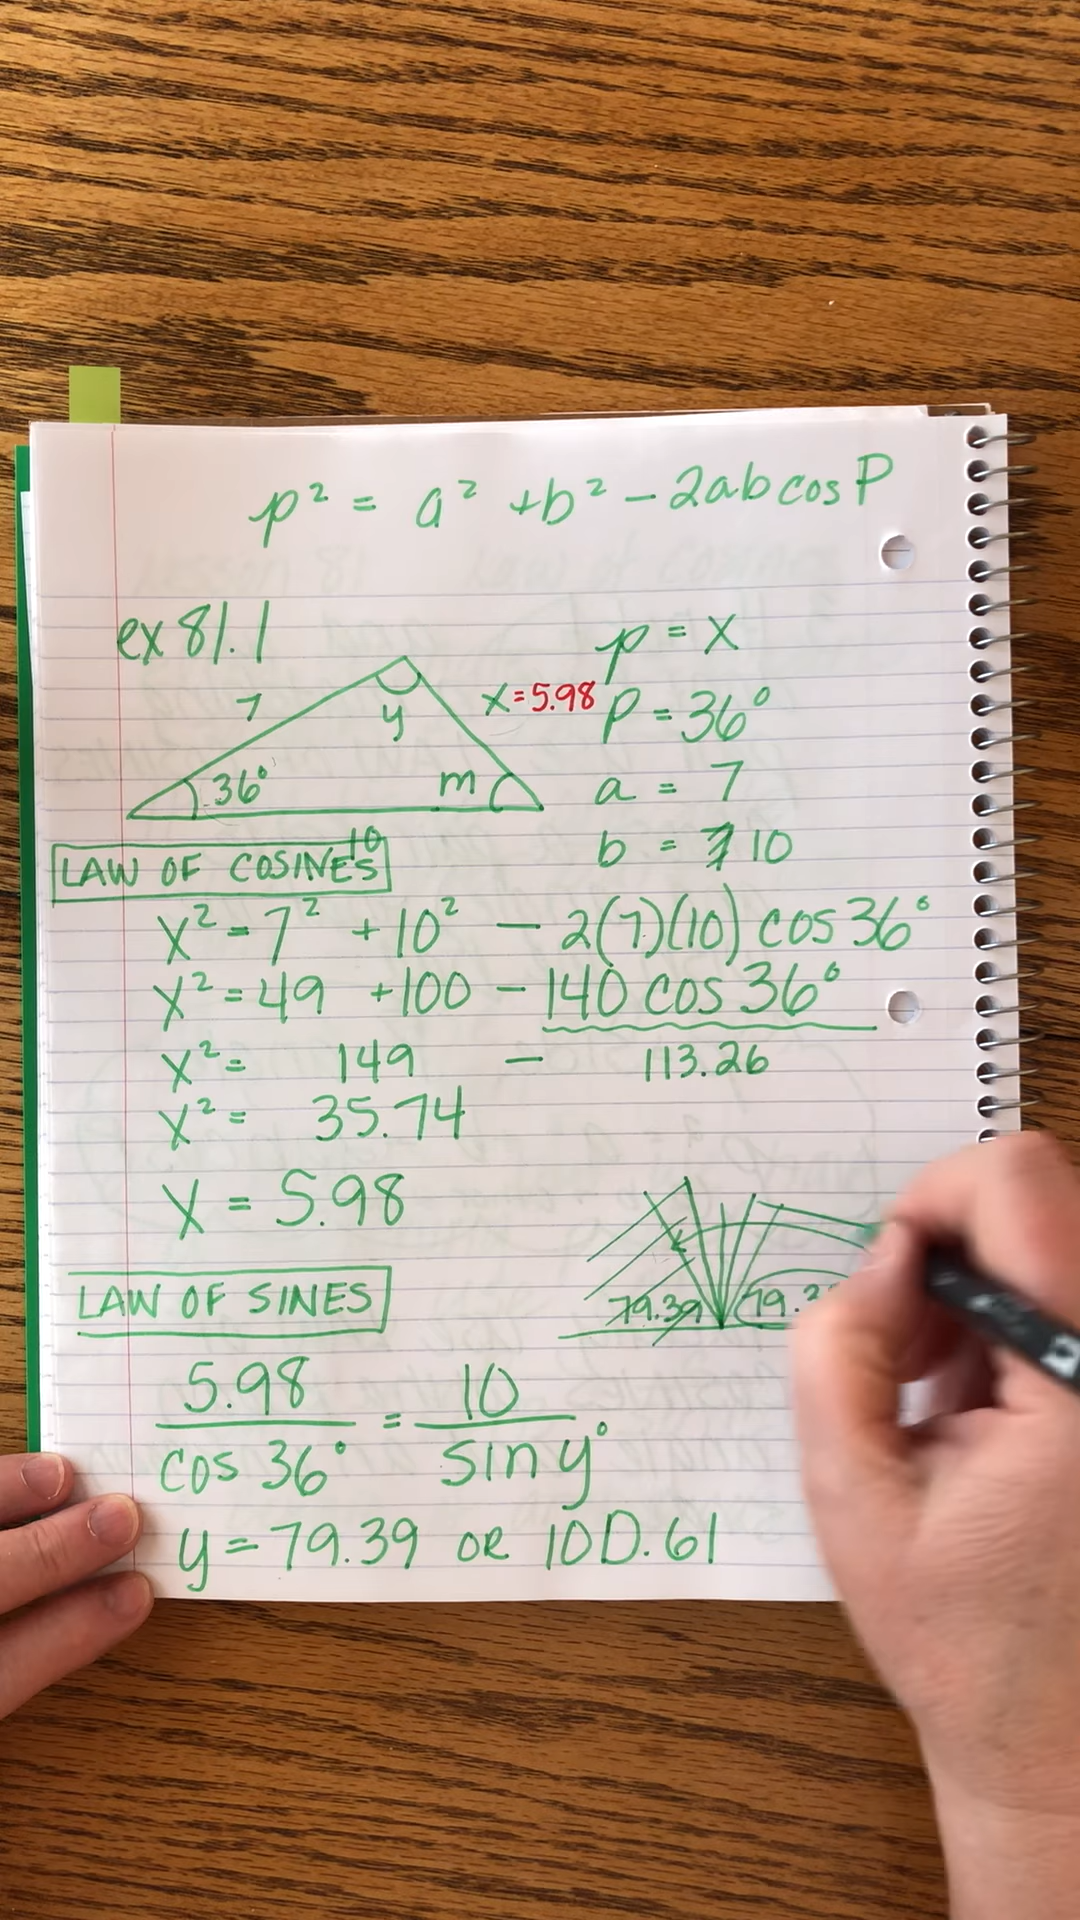 p² = a² + b² - 2ab cos P
ex 81.1
p = x
7
x = 5.98
P = 36°
y
36°
m
a = 7
10
b = 10
LAW OF COSINES
x² = 7² + 10² - 2(7)(10) cos 36°
x² = 49 + 100 - 140 cos 36°
x² = 149 - 113.26
x² = 35.74
x = 5.98
79.39
79.3
LAW OF SINES
5.98 / cos 36° = 10 / sin y°
y = 79.39 OR 100.61